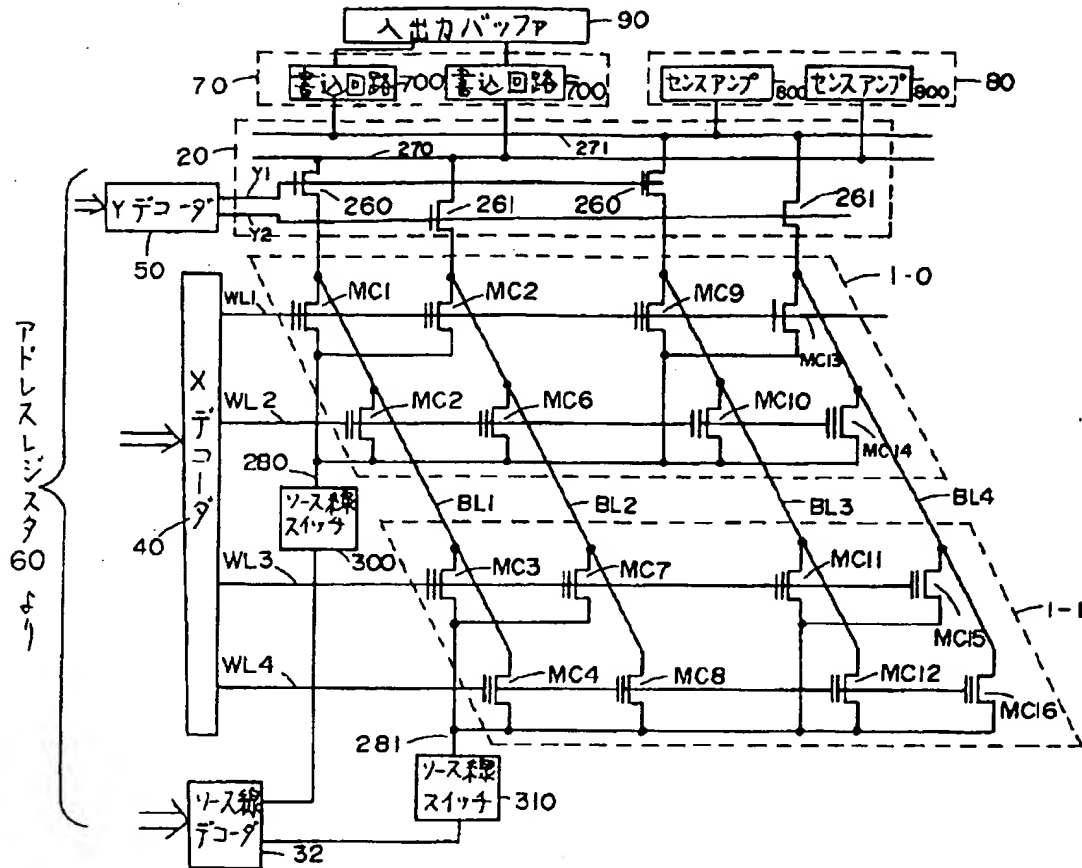 入出力バッファ 90
70 書込回路 700 書込回路 700 センスアンプ 800 センスアンプ 800 80
20 270 271
Y1
Yデコーダ 260 261 260 261
Y2
50
1-0
WL1 MC1 MC2 MC9 MC13
Xデコーダ
WL2 MC2 MC6 MC10 MC14
280
アドレスレジスタ60より
ソース線スイッチ BL1 BL2 BL3 BL4
40 300
WL3 MC3 MC7 MC11 MC15
1-1
WL4 MC4 MC8 MC12 MC16
281
ソース線スイッチ 310
ソース線デコーダ 32